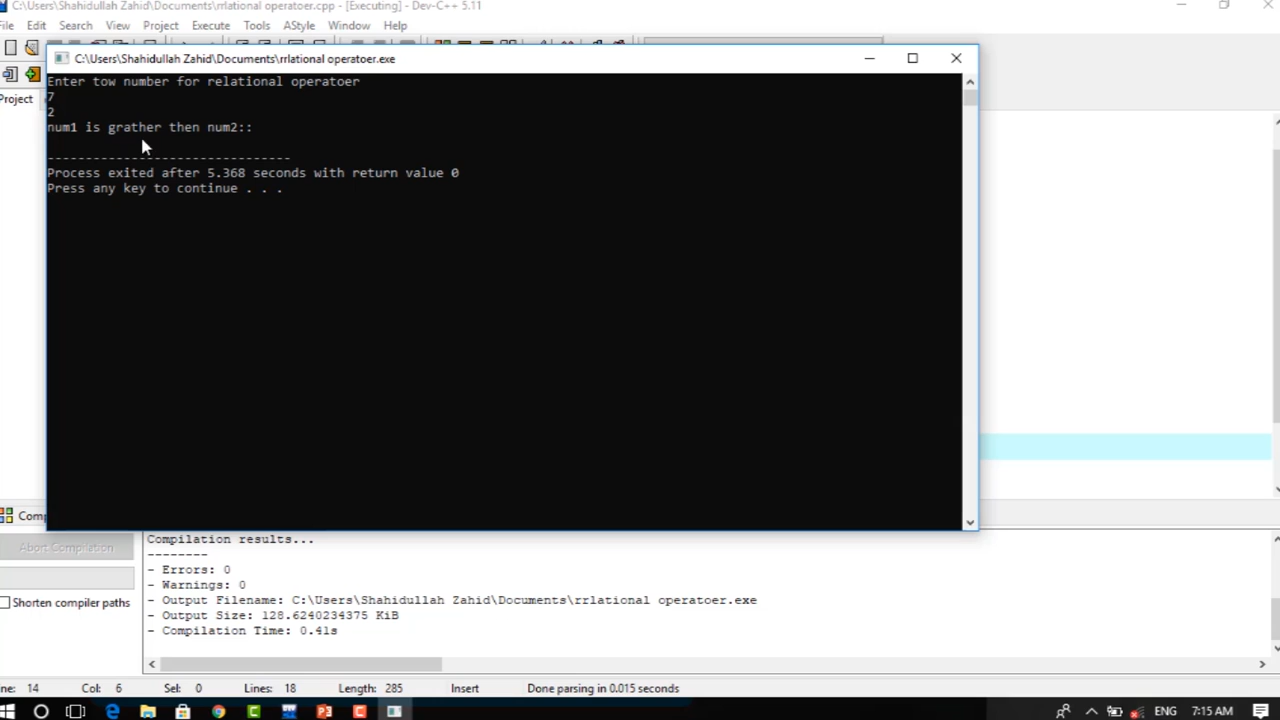 C:\Users\Shahidullah Zahid\Documents\rrlational operatoer.cpp - [Executing] - Dev-C++ 5.11
File Edit Search View Project Execute Tools AStyle Window Help
C:\Users\Shahidullah Zahid\Documents\rrlational operatoer.exe
Project
Enter tow number for relational operatoer
7
2
num1 is grather then num2::
--------------------------------
Process exited after 5.368 seconds with return value 0
Press any key to continue . . .
Comp
Abort Compilation
Shorten compiler paths
Compilation results...
--------
- Errors: 0
- Warnings: 0
- Output Filename: C:\Users\Shahidullah Zahid\Documents\rrlational operatoer.exe
- Output Size: 128.6240234375 KiB
- Compilation Time: 0.41s
ne: 14 Col: 6 Sel: 0 Lines: 18 Length: 285 Insert Done parsing in 0.015 seconds
ENG 7:15 AM